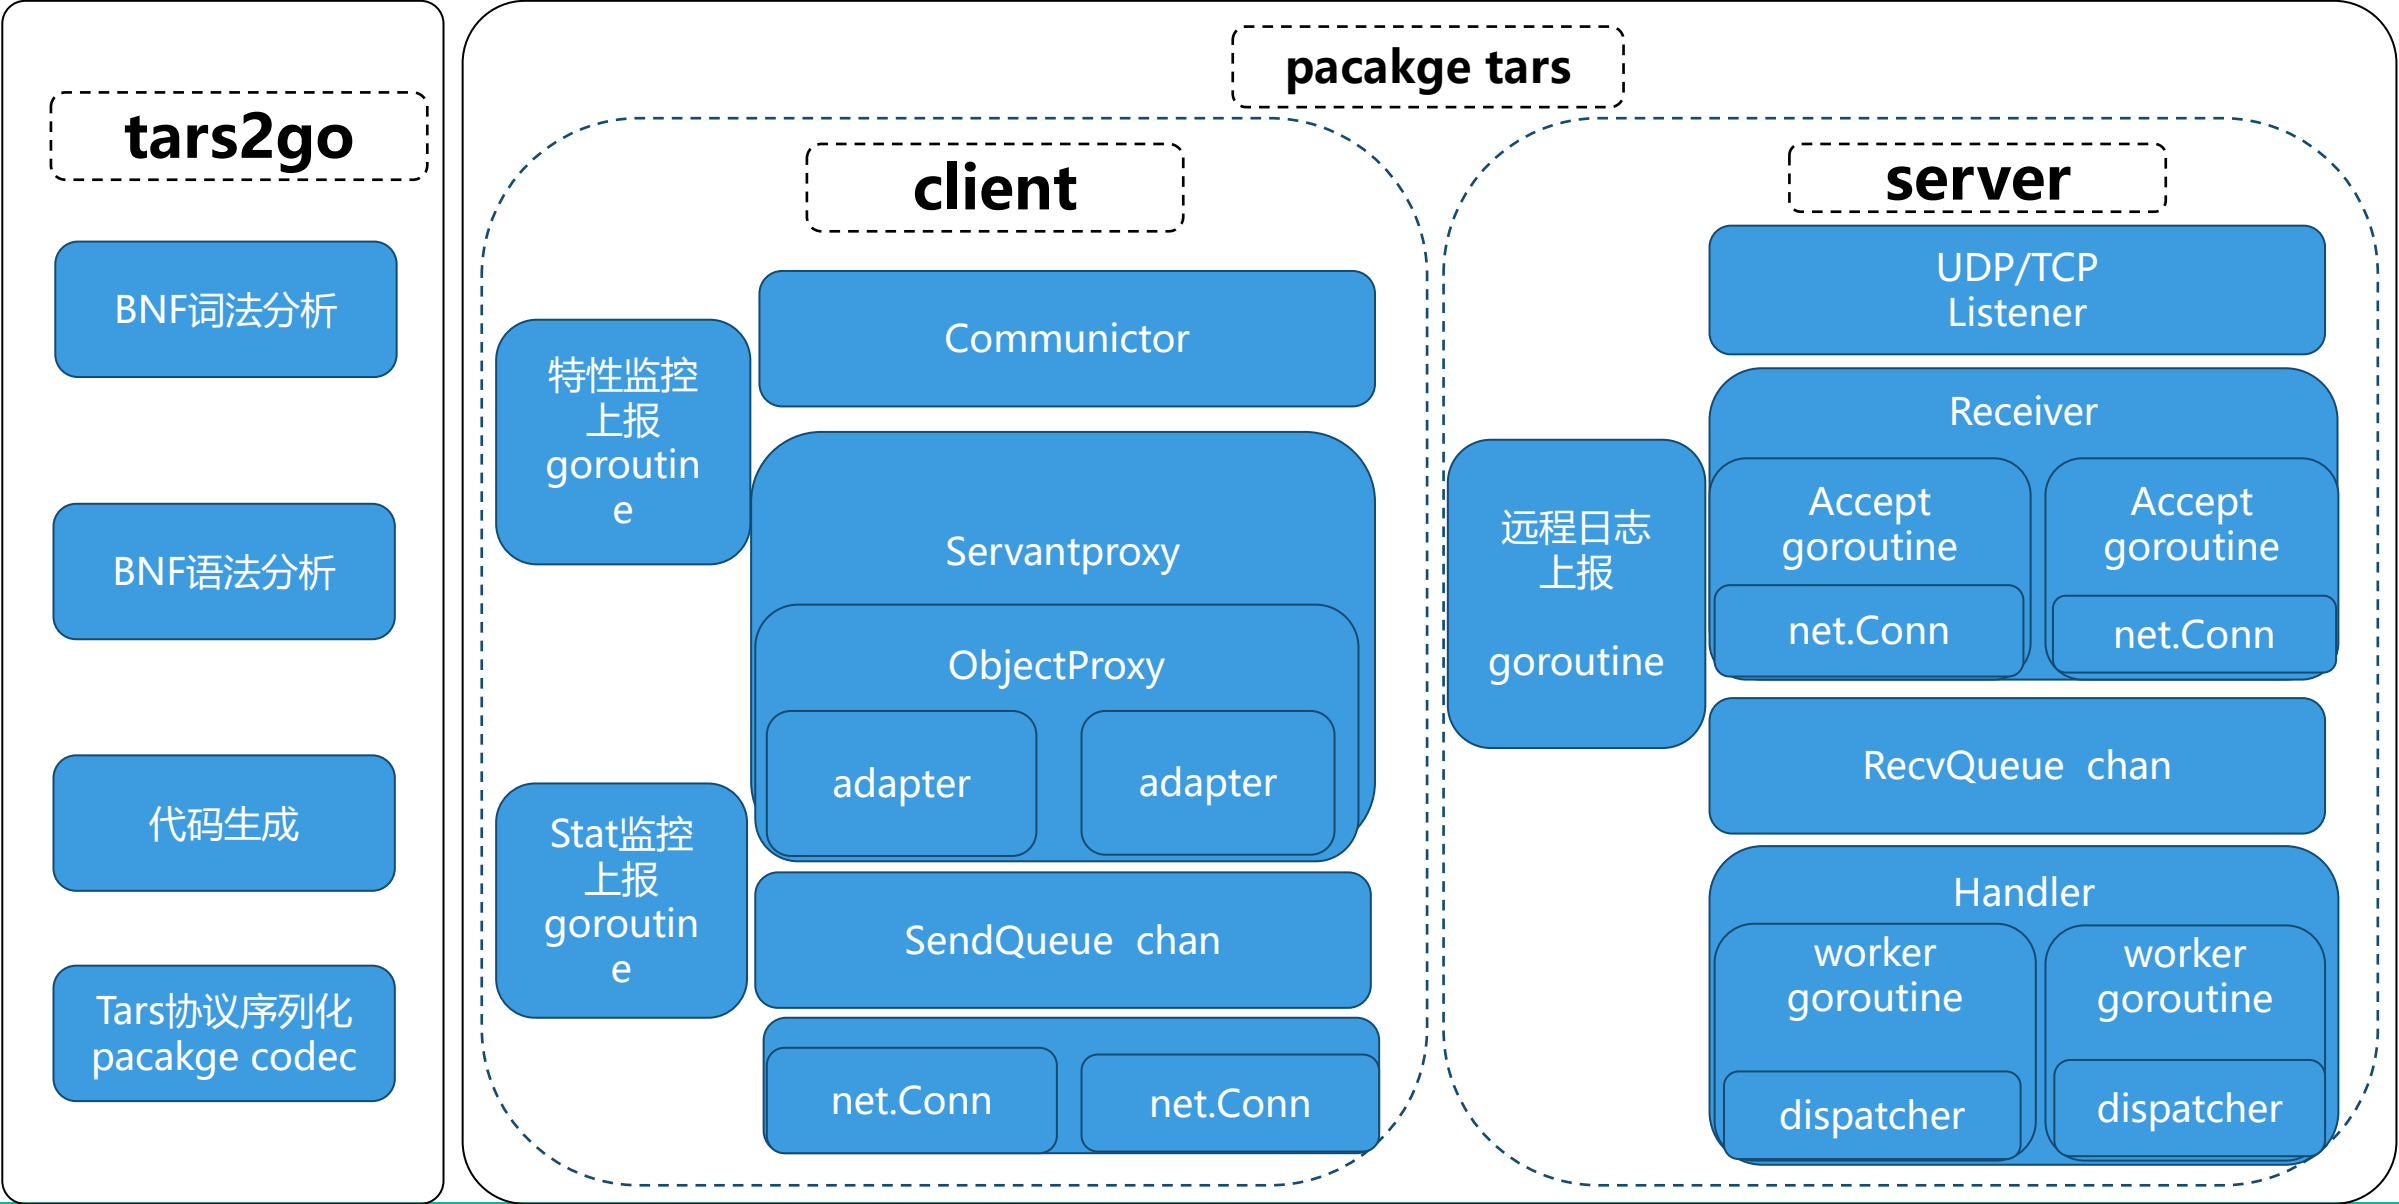 tars2go
BNF词法分析
BNF语法分析
代码生成
Tars协议序列化
pacakge codec
pacakge tars
client
特性监控
上报
goroutin
e
Stat监控
上报
goroutin
e
Communictor
Servantproxy
ObjectProxy
adapter
adapter
SendQueue chan
net.Conn
net.Conn
server
远程日志
上报
goroutine
UDP/TCP
Listener
Receiver
Accept
goroutine
net.Conn
Accept
goroutine
net.Conn
RecvQueue chan
Handler
worker
goroutine
dispatcher
worker
goroutine
dispatcher